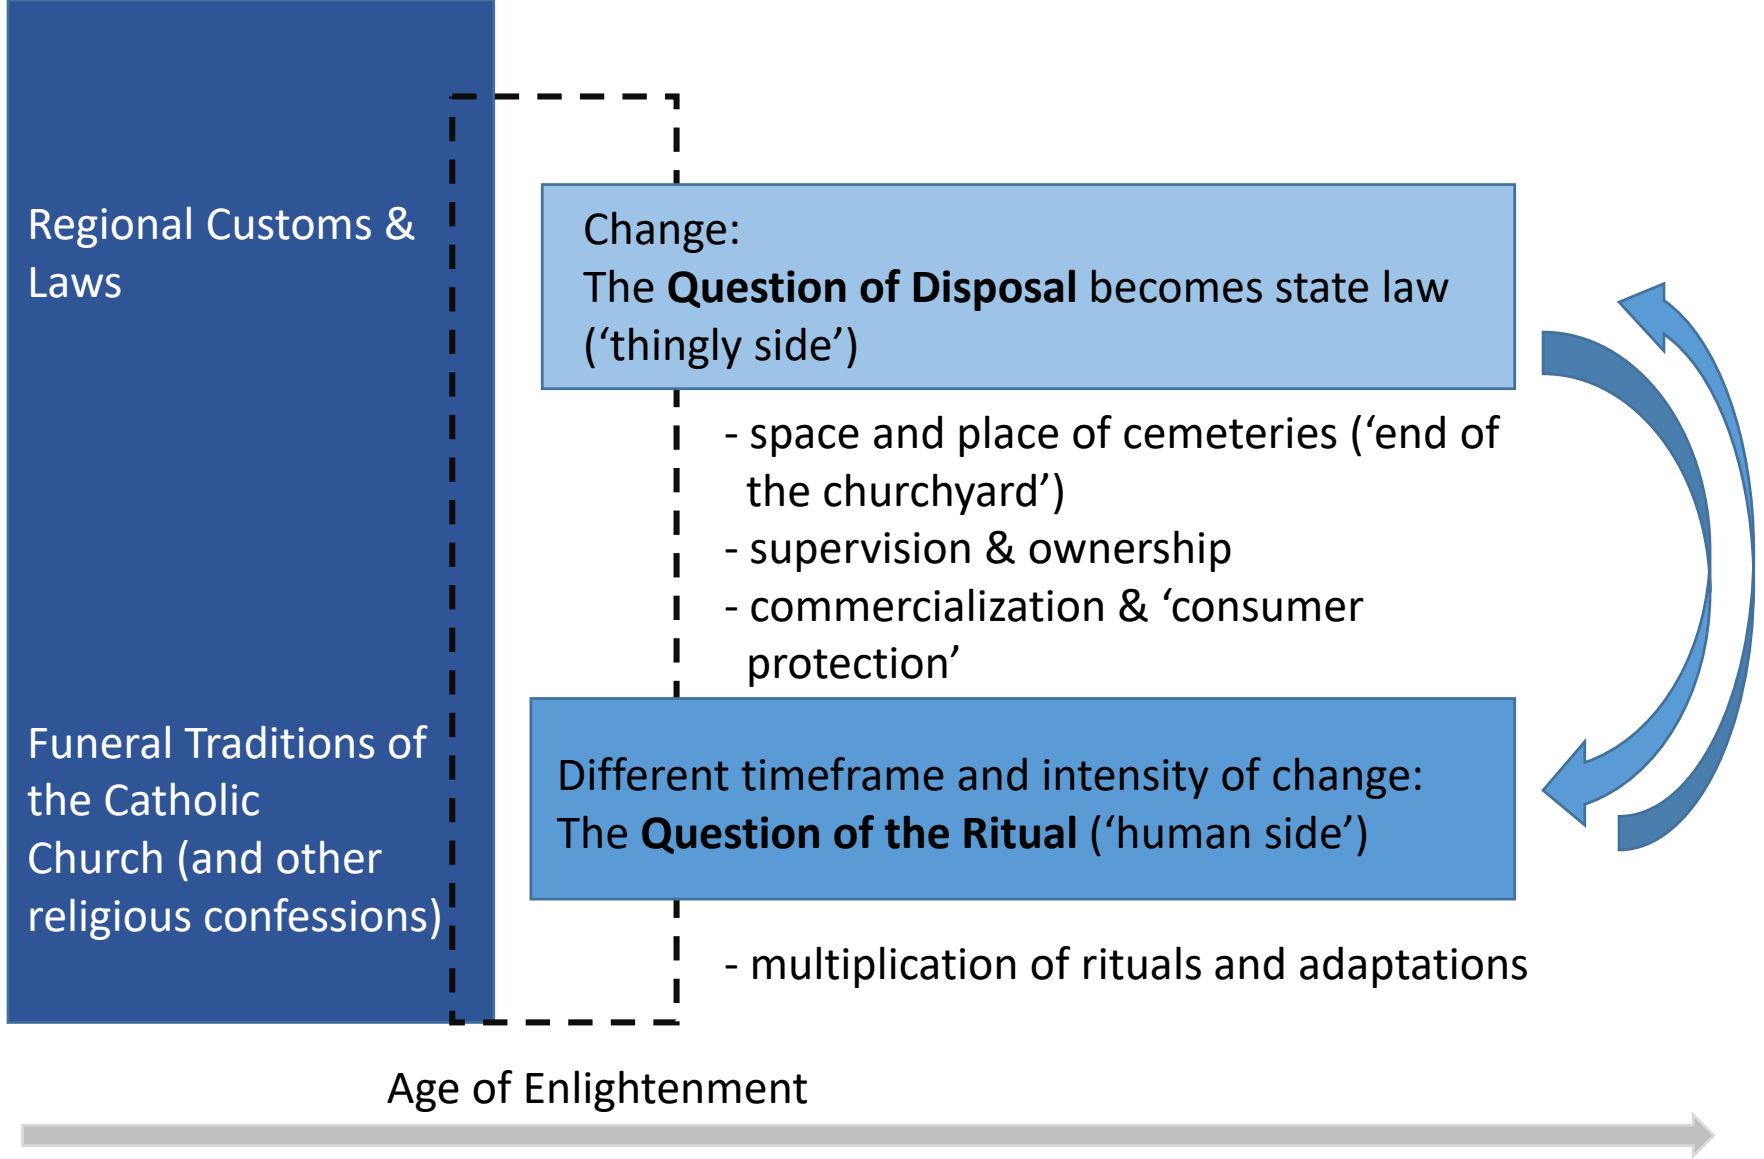 Regional Customs &
Laws
Funeral Traditions of
the Catholic
Church (and other
religious confessions)
Change:
The Question of Disposal becomes state law
(‘thingly side’)
- space and place of cemeteries (‘end of
the churchyard’)
- supervision & ownership
- commercialization & ‘consumer
protection’
Different timeframe and intensity of change:
The Question of the Ritual (‘human side’)
- multiplication of rituals and adaptations
Age of Enlightenment